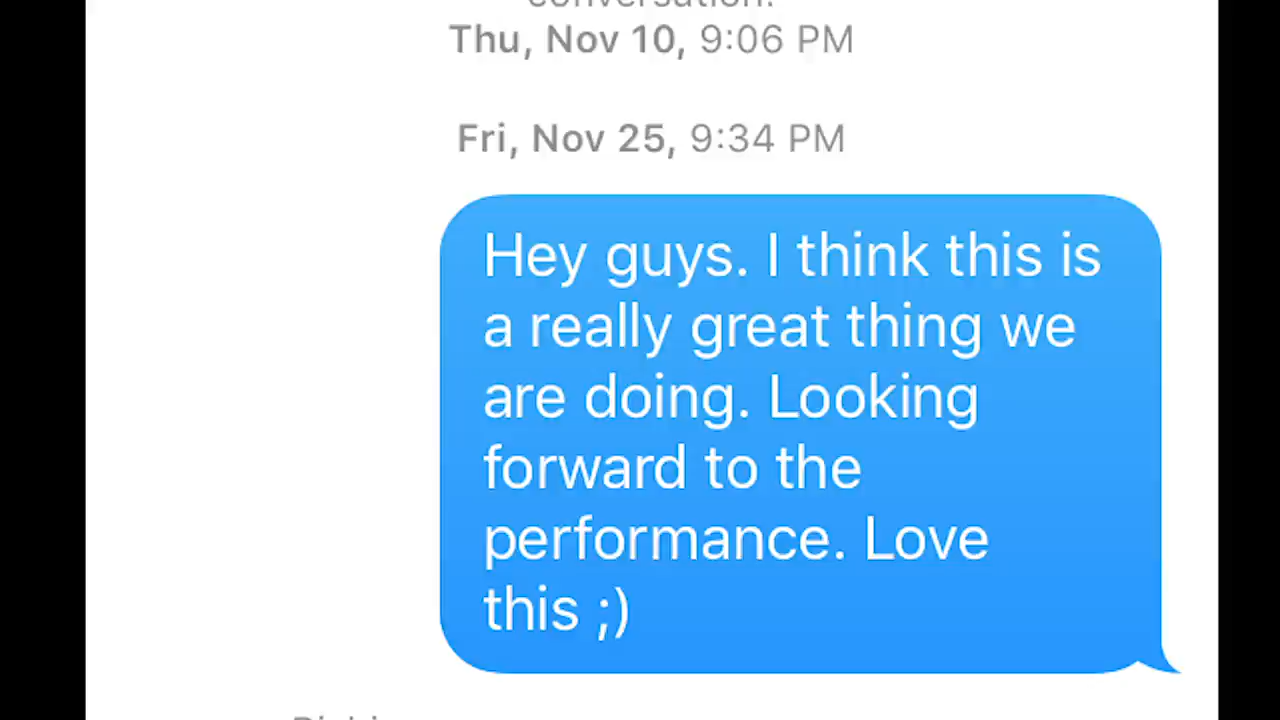 conversation.
Thu, Nov 10, 9:06 PM
Fri, Nov 25, 9:34 PM
Hey guys. I think this is
a really great thing we
are doing. Looking
forward to the
performance. Love
this ;)